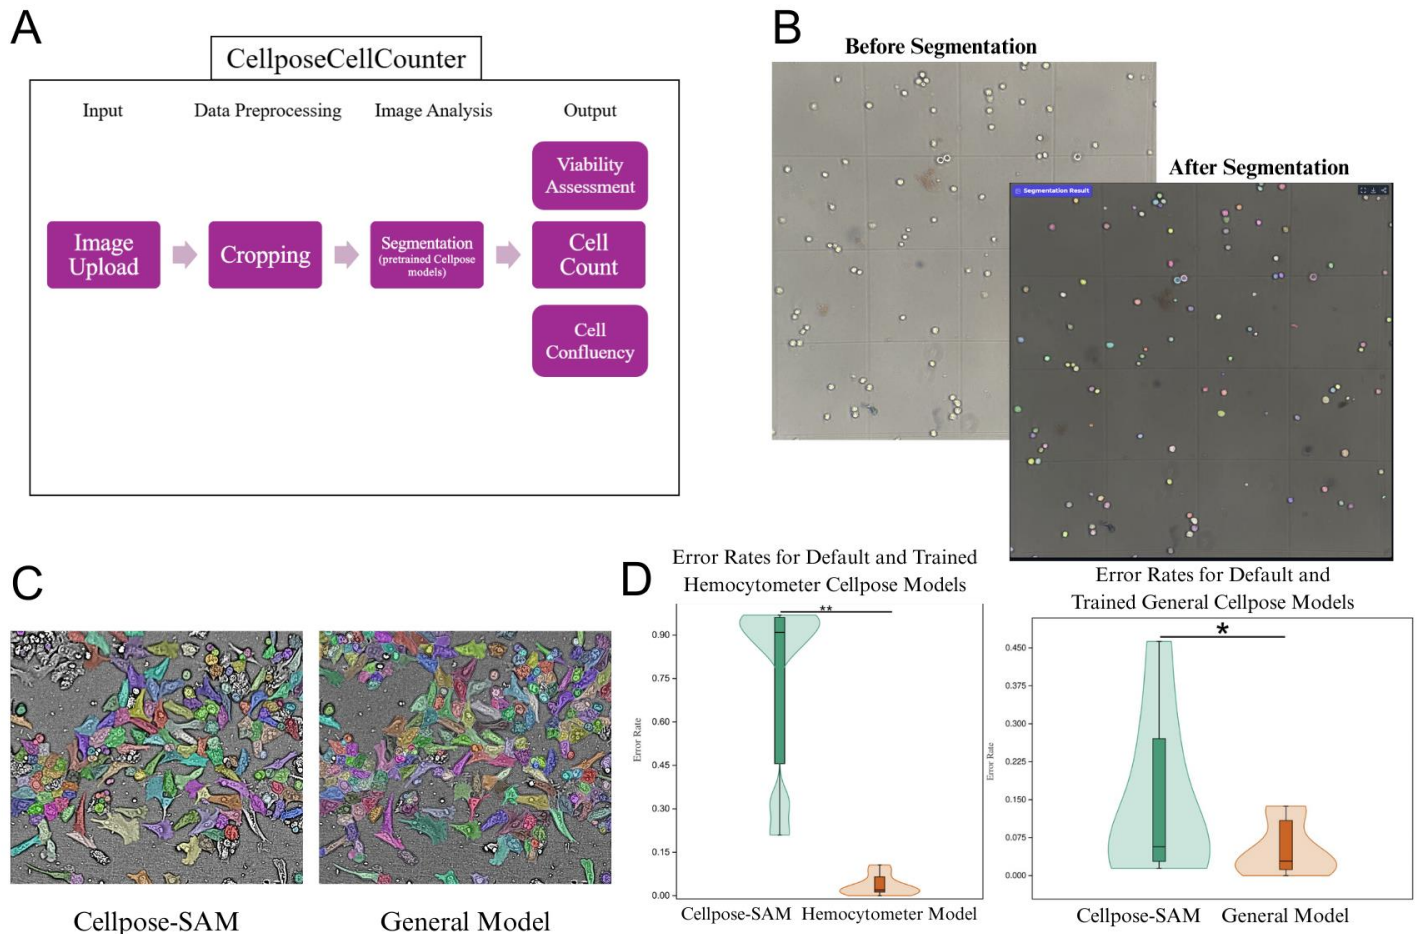 A
CellposeCellCounter
Input
Data Preprocessing
Image Analysis
Output
Image
Upload
Cropping
Segmentation
(pretrained Cellpose
models)
Viability
Assessment
Cell
Count
Cell
Confluency
B
Before Segmentation
After Segmentation
Segmentation Result
C
Cellpose-SAM
General Model
D
Error Rates for Default and Trained
Hemocytometer Cellpose Models
**
Error Rate
0.90
0.75
0.60
0.45
0.30
0.15
0.00
Cellpose-SAM
Hemocytometer Model
Error Rates for Default and
Trained General Cellpose Models
*
Error Rate
0.450
0.375
0.300
0.225
0.150
0.075
0.000
Cellpose-SAM
General Model